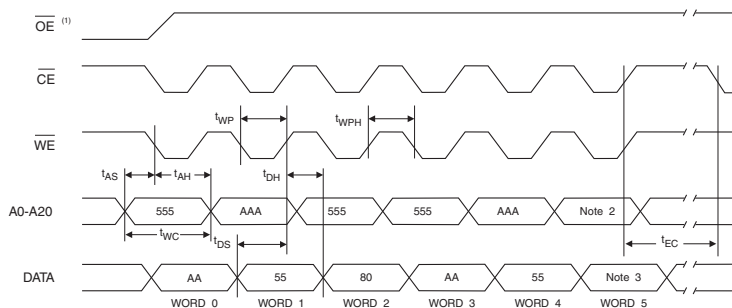 OE (1)
CE
tWP
tWPH
WE
tAS
tAH
tDH
A0-A20
555
AAA
555
555
AAA
Note 2
tWC
tDS
tEC
DATA
AA
55
80
AA
55
Note 3
WORD 0
WORD 1
WORD 2
WORD 3
WORD 4
WORD 5